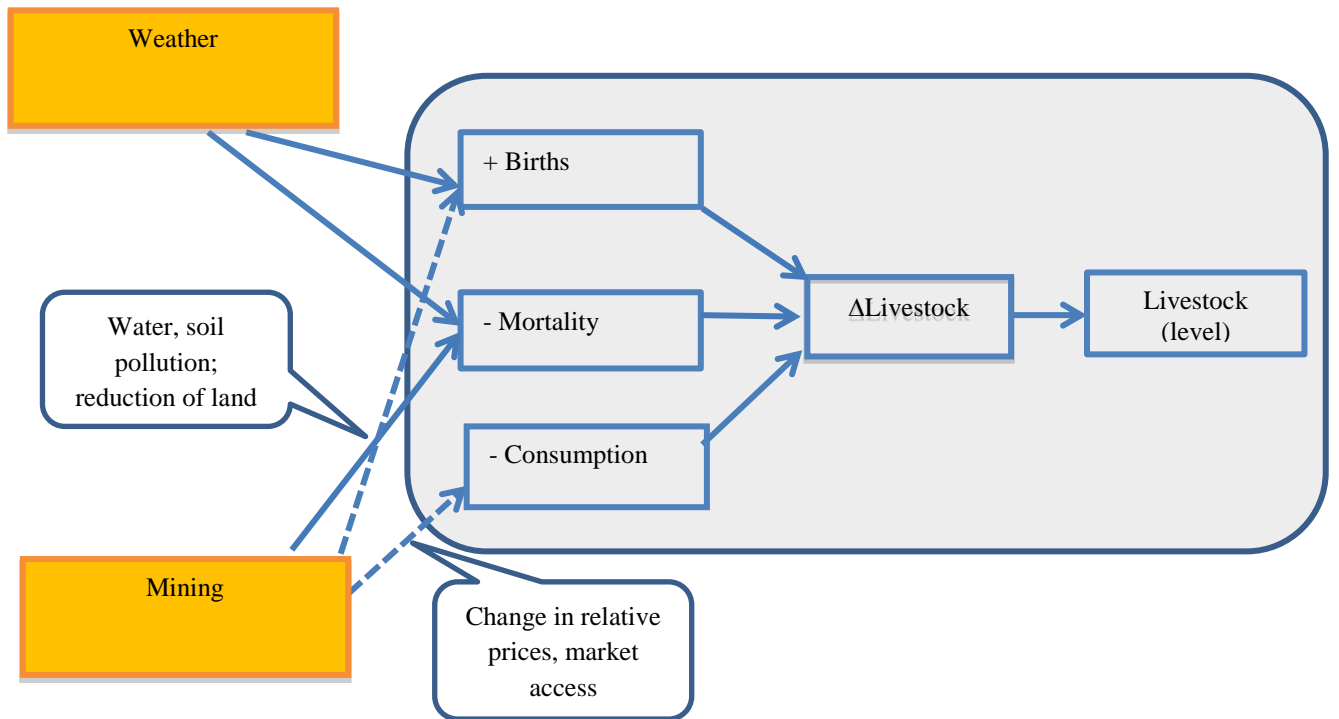 Weather
+ Births
- Mortality
- Consumption
ΔLivestock
Livestock
(level)
Water, soil
pollution;
reduction of land
Mining
Change in relative
prices, market
access